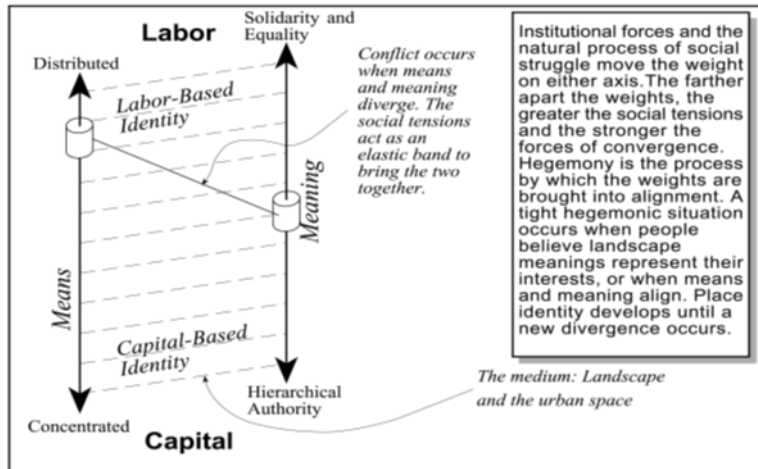 Labor
Solidarity and
Equality
Distributed
Labor-Based
Identity
Conflict occurs
when means
and meaning
diverge. The
social tensions
act as an
elastic band to
bring the two
together.
Means
Meaning
Capital-Based
Identity
Hierarchical
Authority
Concentrated
Capital
The medium: Landscape
and the urban space
Institutional forces and the
natural process of social
struggle move the weight
on either axis.The farther
apart the weights, the
greater the social tensions
and the stronger the
forces of convergence.
Hegemony is the process
by which the weights are
brought into alignment. A
tight hegemonic situation
occurs when people
believe landscape
meanings represent their
interests, or when means
and meaning align. Place
identity develops until a
new divergence occurs.